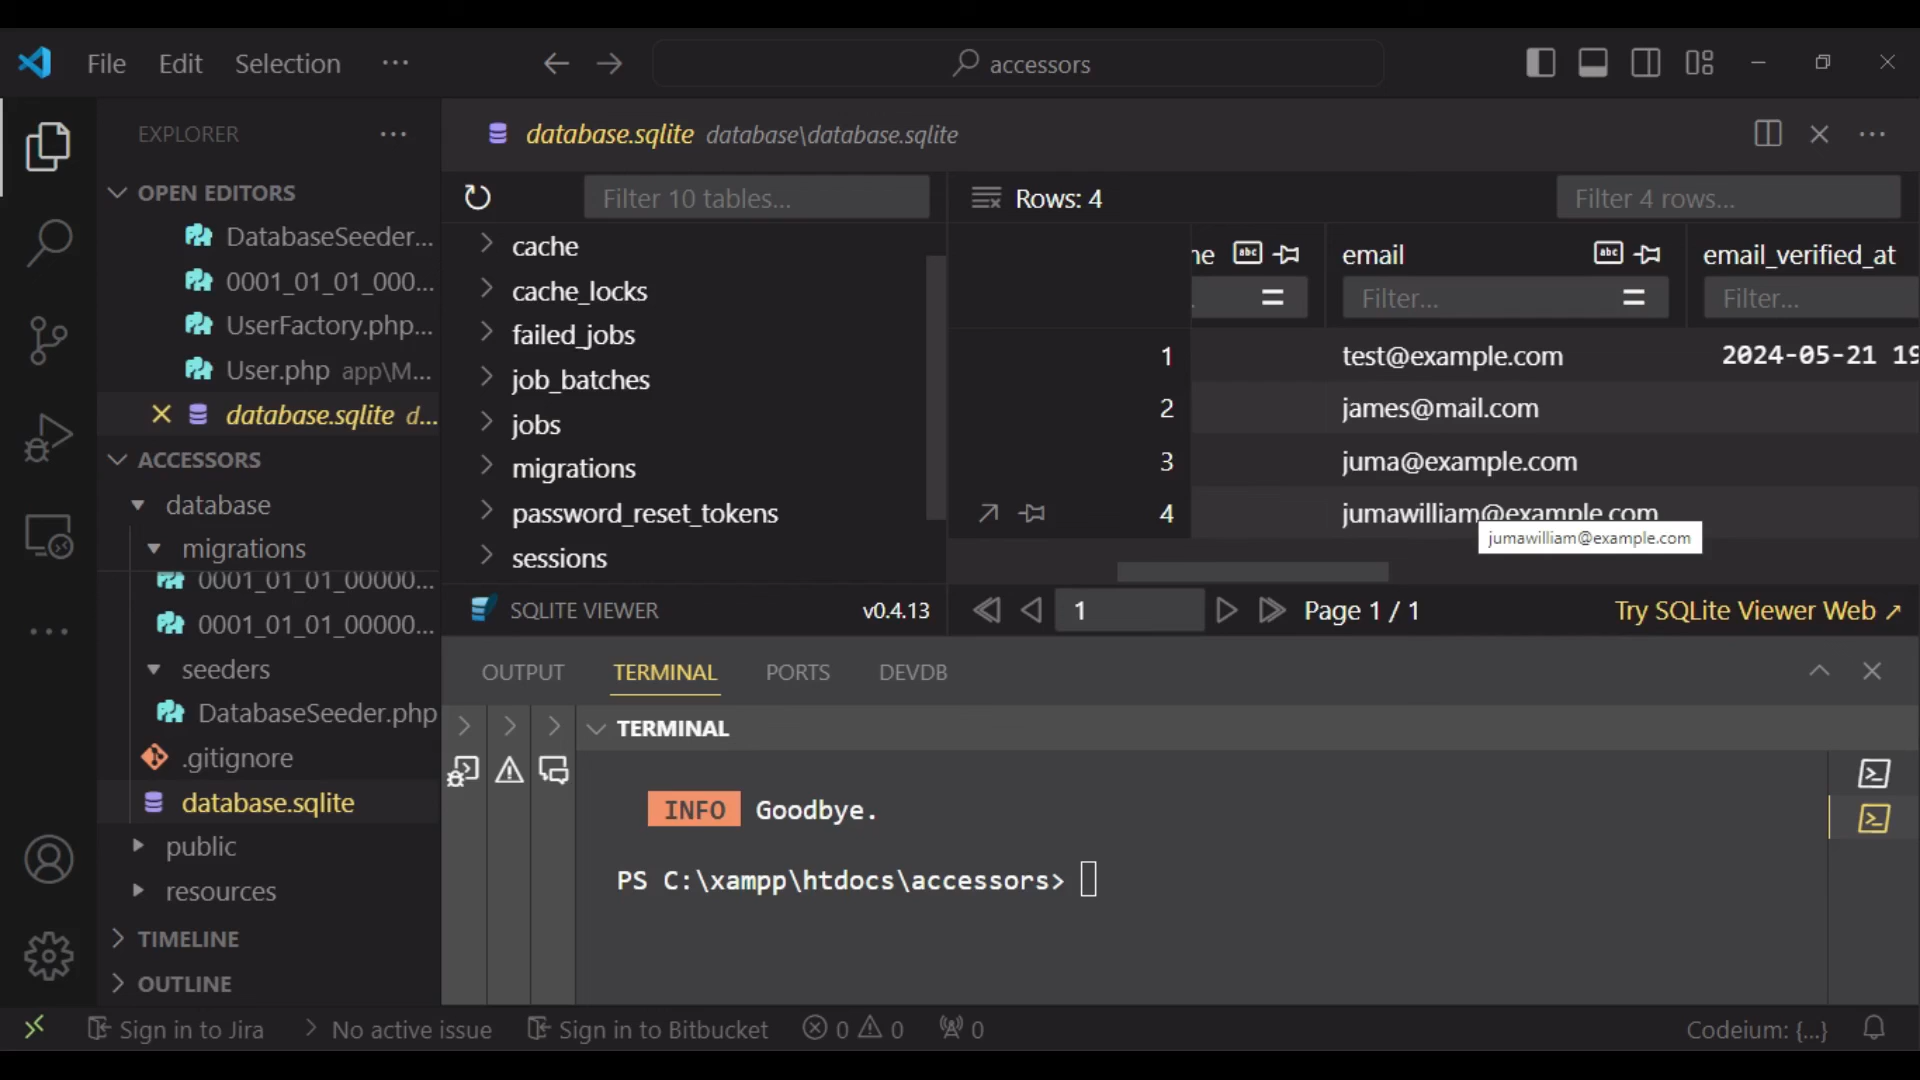 File Edit Selection ··· accessors
EXPLORER ···
OPEN EDITORS
DatabaseSeeder...
0001_01_01_000...
UserFactory.php...
User.php app\M...
database.sqlite d...
ACCESSORS
database
migrations
0001_01_01_00000...
0001_01_01_00000...
seeders
DatabaseSeeder.php
.gitignore
database.sqlite
public
resources
TIMELINE
OUTLINE
database.sqlite database\database.sqlite
Filter 10 tables...
cache
cache_locks
failed_jobs
job_batches
jobs
migrations
password_reset_tokens
sessions
SQLITE VIEWER v0.4.13
Rows: 4 Filter 4 rows...
email email_verified_at
Filter... Filter...
1 test@example.com 2024-05-21 19
2 james@mail.com
3 juma@example.com
4 jumawilliam@example.com
jumawilliam@example.com
1 Page 1 / 1 Try SQLite Viewer Web ↗
OUTPUT TERMINAL PORTS DEVDB
TERMINAL
INFO Goodbye.
PS C:\xampp\htdocs\accessors>
Sign in to Jira No active issue Sign in to Bitbucket 0 0 0 Codeium: {...}